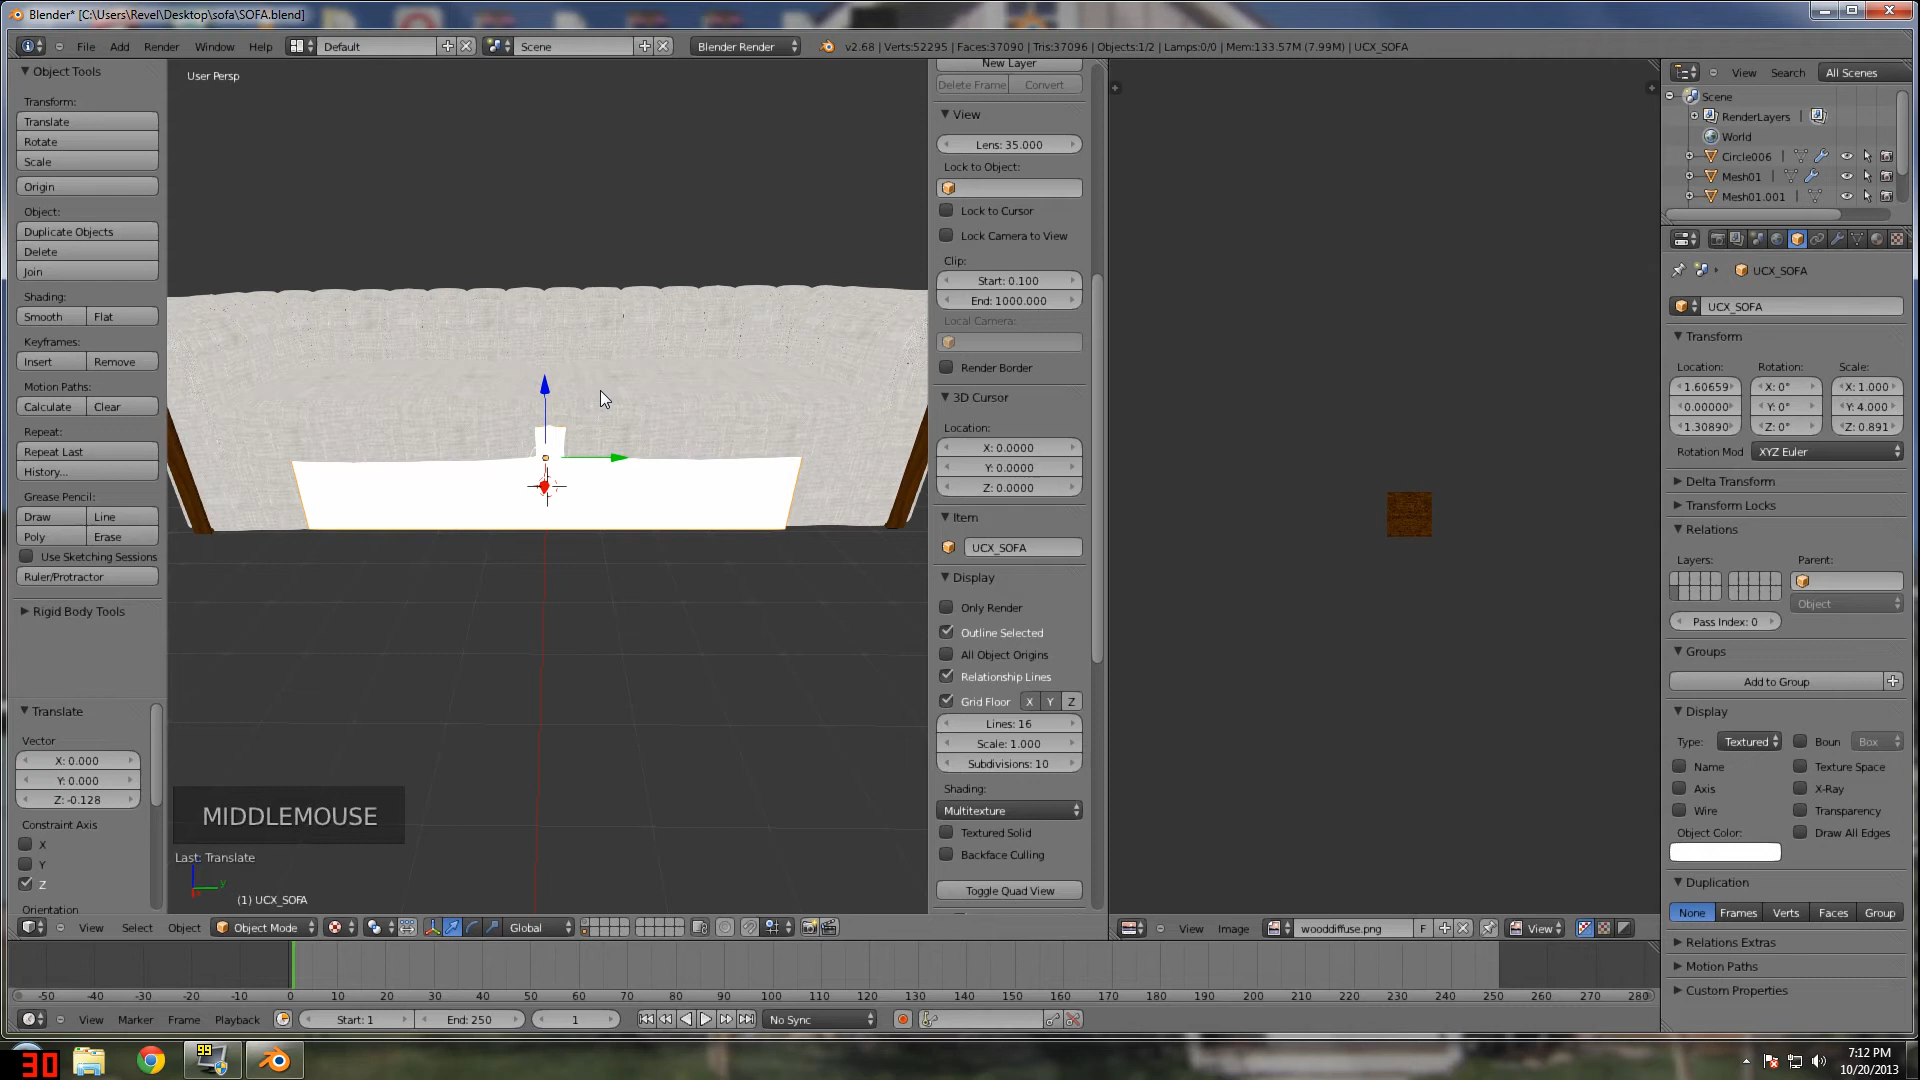 Blender* [C:\Users\Revel\Desktop\sofa\SOFA.blend]
File Add Render Window Help Default Scene Blender Render v2.68 | Verts:52295 | Faces:37090 | Tris:37096 | Objects:1/2 | Lamps:0/0 | Mem:133.57M (7.99M) | UCX_SOFA
Object Tools
Transform:
Translate
Rotate
Scale
Origin
Object:
Duplicate Objects
Delete
Join
Shading:
Smooth Flat
Keyframes:
Insert Remove
Motion Paths:
Calculate Clear
Repeat:
Repeat Last
History...
Grease Pencil:
Draw Line
Poly Erase
Use Sketching Sessions
Ruler/Protractor
Rigid Body Tools
Translate
Vector
X: 0.000
Y: 0.000
Z: -0.128
Constraint Axis
X
Y
Z
Orientation
User Persp
MIDDLEMOUSE
Last: Translate
y
(1) UCX_SOFA
New Layer
Delete Frame Convert
View
Lens: 35.000
Lock to Object:
Lock to Cursor
Lock Camera to View
Clip:
Start: 0.100
End: 1000.000
Local Camera:
Render Border
3D Cursor
Location:
X: 0.0000
Y: 0.0000
Z: 0.0000
Item
UCX_SOFA
Display
Only Render
Outline Selected
All Object Origins
Relationship Lines
Grid Floor X Y Z
Lines: 16
Scale: 1.000
Subdivisions: 10
Shading:
Multitexture
Textured Solid
Backface Culling
Toggle Quad View
View Search All Scenes
Scene
RenderLayers
World
Circle006
Mesh01
Mesh01.001
UCX_SOFA
UCX_SOFA
Transform
Location: Rotation: Scale:
1.60659 X: 0° X: 1.000
0.00000 Y: 0° Y: 4.000
1.30890 Z: 0° Z: 0.891
Rotation Mod XYZ Euler
Delta Transform
Transform Locks
Relations
Layers: Parent:
Object
Pass Index: 0
Groups
Add to Group
Display
Type: Textured Boun Box
Name Texture Space
Axis X-Ray
Wire Transparency
Object Color: Draw All Edges
Duplication
None Frames Verts Faces Group
Relations Extras
Motion Paths
Custom Properties
View Select Object Object Mode Global
View Image wooddiffuse.png F View
-50 -40 -30 -20 -10 0 10 20 30 40 50 60 70 80 90 100 110 120 130 140 150 160 170 180 190 200 210 220 230 240 250 260 270 280
View Marker Frame Playback Start: 1 End: 250 1 No Sync
30
99
7:12 PM
10/20/2013